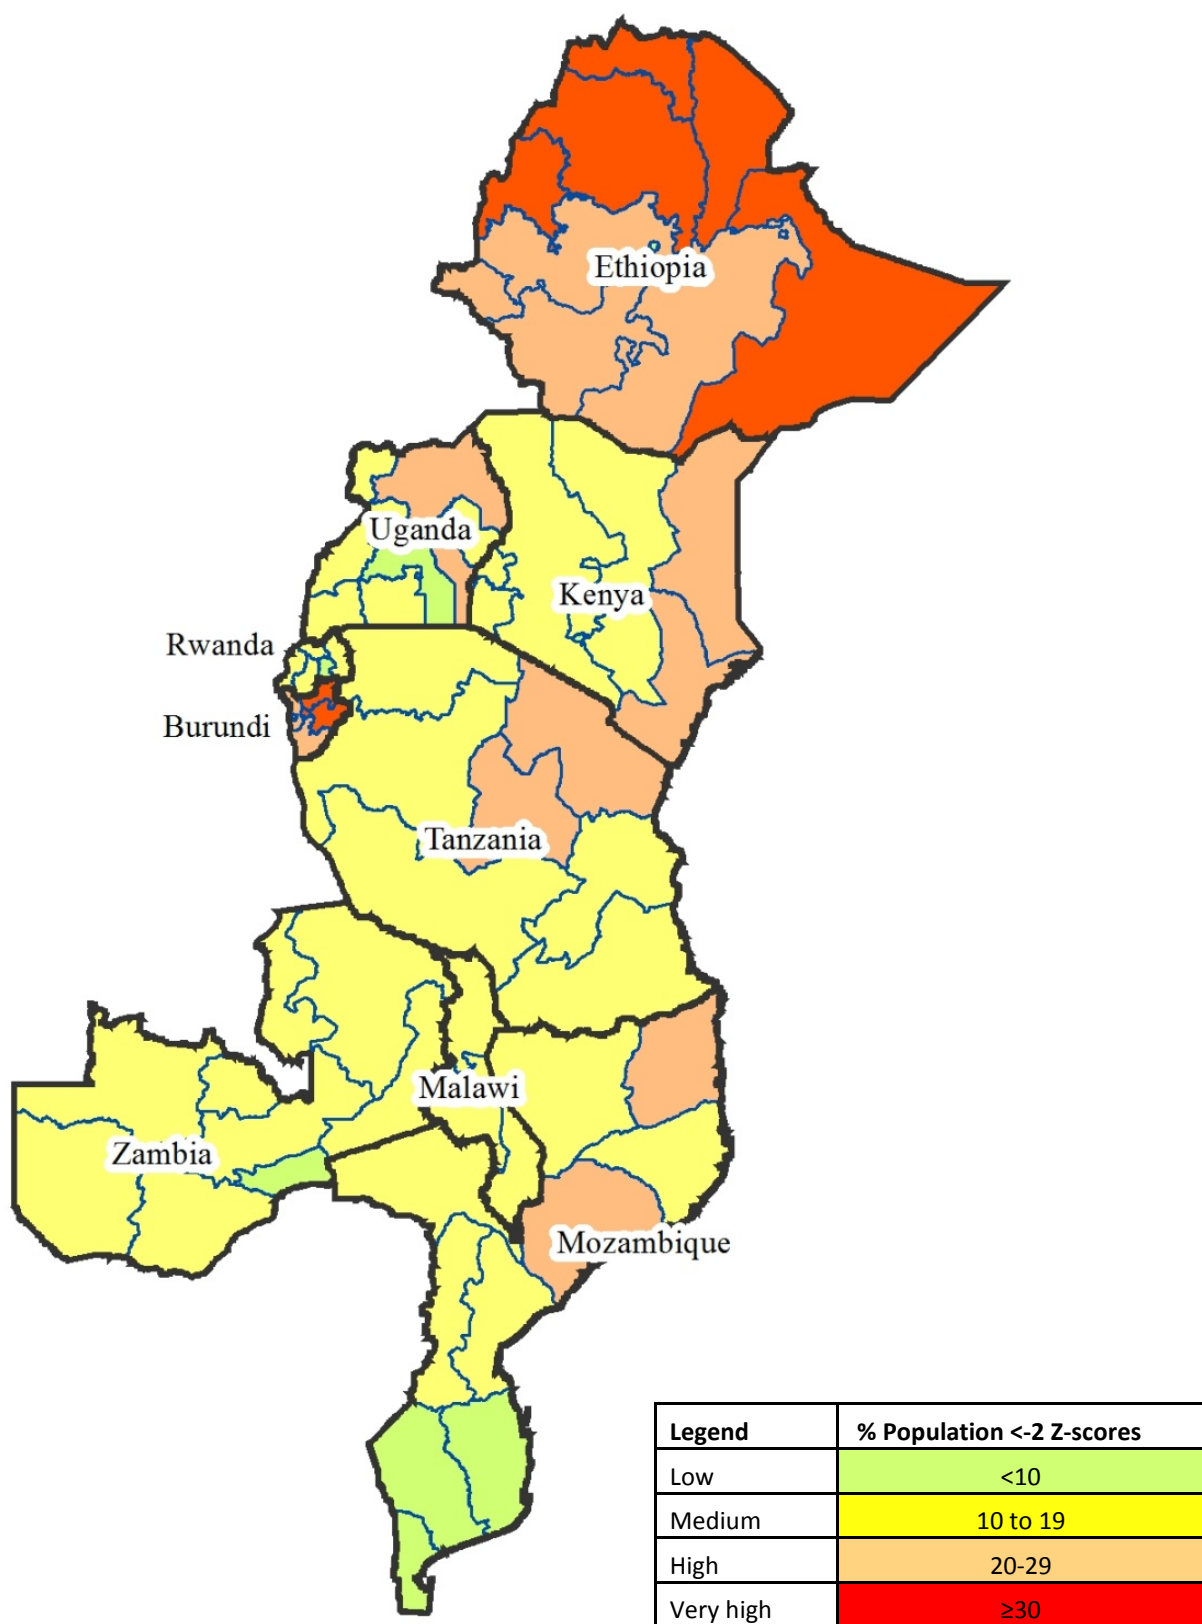 Ethiopia
Uganda
Kenya
Rwanda
Burundi
Tanzania
Malawi
Zambia
Mozambique
Legend % Population <-2 Z-scores
Low <10
Medium 10 to 19
High 20-29
Very high ≥30